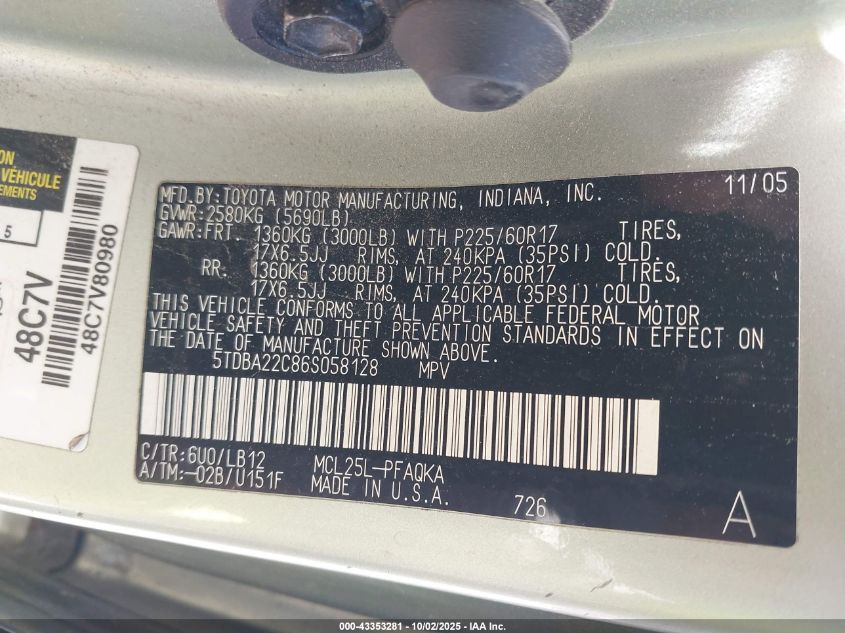 ON
VÉHICULE
EMENTS
5
48C7V
48C7V80980
MFD.BY:TOYOTA MOTOR MANUFACTURING, INDIANA, INC. 11/05
GVWR:2580KG (5690LB)
GAWR:FRT. 1360KG (3000LB) WITH P225/60R17 TIRES,
17X6.5JJ RIMS, AT 240KPA (35PSI) COLD.
RR. 1360KG (3000LB) WITH P225/60R17 TIRES,
17X6.5JJ RIMS, AT 240KPA (35PSI) COLD.
THIS VEHICLE CONFORMS TO ALL APPLICABLE FEDERAL MOTOR
VEHICLE SAFETY AND THEFT PREVENTION STANDARDS IN EFFECT ON
THE DATE OF MANUFACTURE SHOWN ABOVE.
5TDBA22C86S058128 MPV
C/TR:6U0/LB12 MCL25L-PFAQKA
A/TM:-02B/U151F MADE IN U.S.A. 726 A
000-43353281 - 10/02/2025 - IAA Inc.